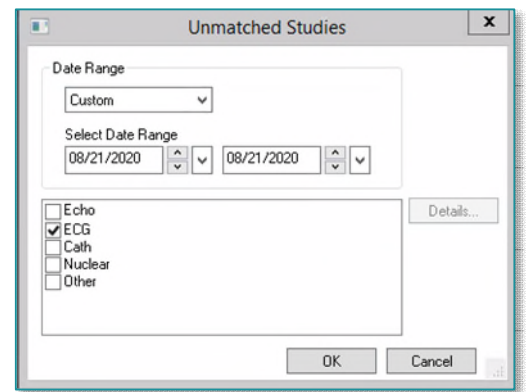 Unmatched Studies
x
Date Range
Custom
Select Date Range
08/21/2020 08/21/2020
Echo
Details...
ECG
Cath
Nuclear
Other
OK Cancel